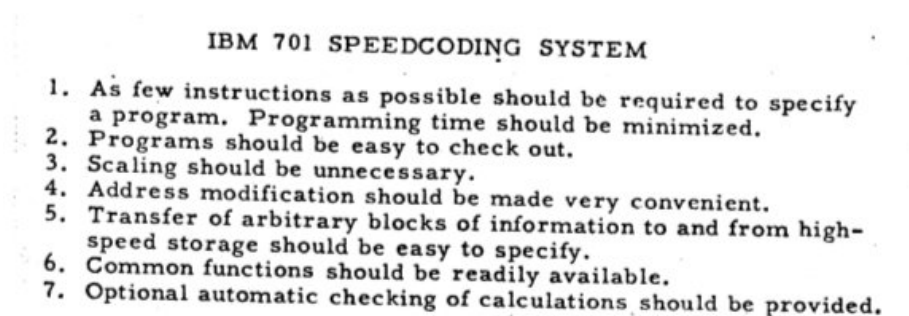 IBM 701 SPEEDCODING SYSTEM
1. As few instructions as possible should be required to specify
a program. Programming time should be minimized.
2. Programs should be easy to check out.
3. Scaling should be unnecessary.
4. Address modification should be made very convenient.
5. Transfer of arbitrary blocks of information to and from high-
speed storage should be easy to specify.
6. Common functions should be readily available.
7. Optional automatic checking of calculations should be provided.